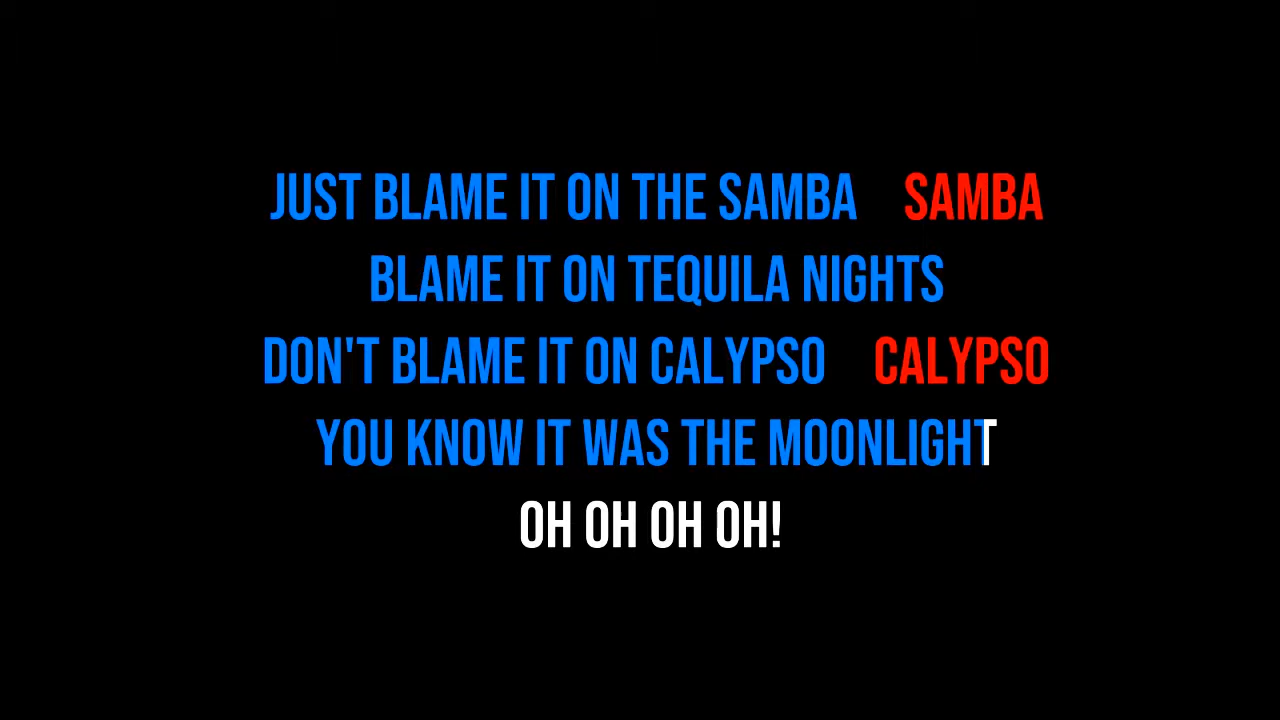 JUST BLAME IT ON THE SAMBA SAMBA
BLAME IT ON TEQUILA NIGHTS
DON'T BLAME IT ON CALYPSO CALYPSO
YOU KNOW IT WAS THE MOONLIGHT
OH OH OH OH!